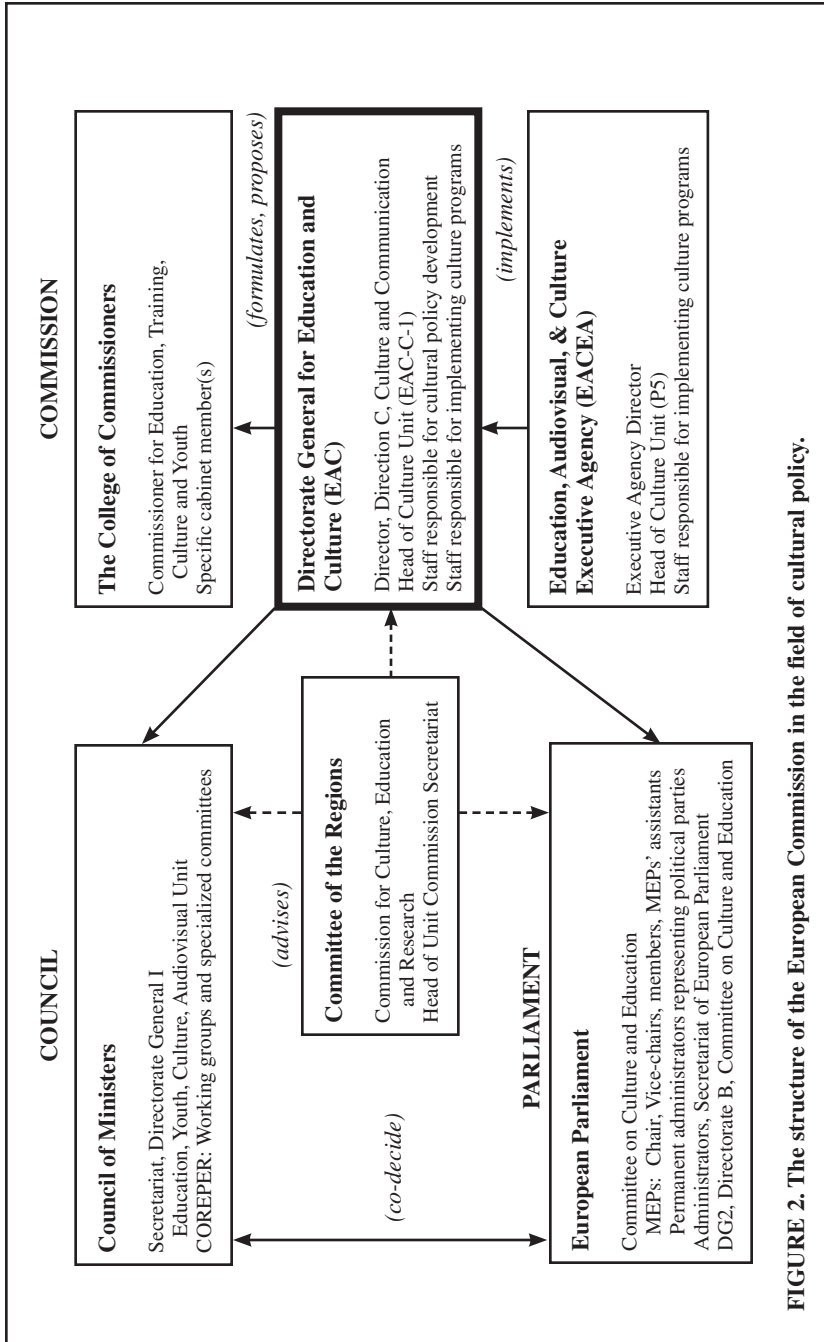 COUNCIL
Council of Ministers
Secretariat, Directorate General I
Education, Youth, Culture, Audiovisual Unit
COREPER: Working groups and specialized committees
(co-decide)
(advises)
Committee of the Regions
Commission for Culture, Education
and Research
Head of Unit Commission Secretariat
PARLIAMENT
European Parliament
Committee on Culture and Education
MEPs: Chair, Vice-chairs, members, MEPs’ assistants
Permanent administrators representing political parties
Administrators, Secretariat of European Parliament
DG2, Directorate B, Committee on Culture and Education
COMMISSION
The College of Commissioners
Commissioner for Education, Training,
Culture and Youth
Specific cabinet member(s)
(formulates, proposes)
Directorate General for Education and
Culture (EAC)
Director, Direction C, Culture and Communication
Head of Culture Unit (EAC-C-1)
Staff responsible for cultural policy development
Staff responsible for implementing culture programs
(implements)
Education, Audiovisual, & Culture
Executive Agency (EACEA)
Executive Agency Director
Head of Culture Unit (P5)
Staff responsible for implementing culture programs
FIGURE 2. The structure of the European Commission in the field of cultural policy.